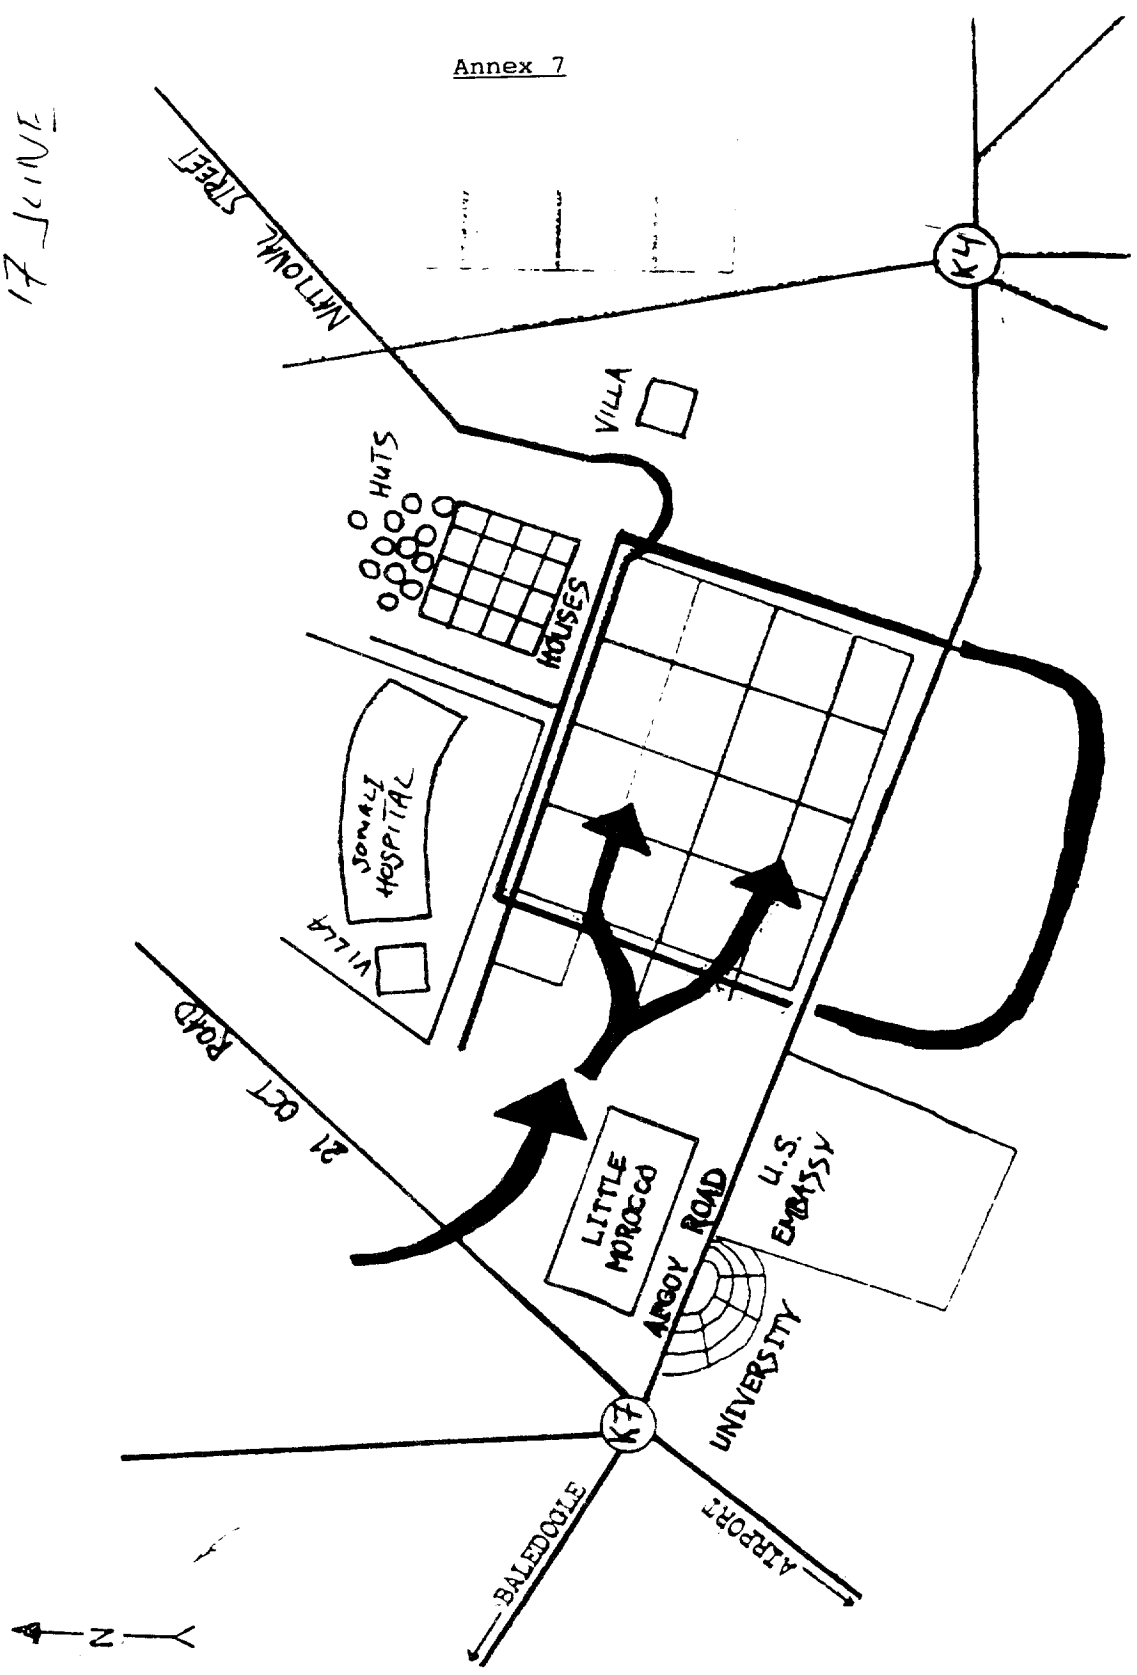 Annex 7
17 JUNE
NATIONAL STREET
K4
VILLA
HUTS
HOUSES
SOMALI
HOSPITAL
VILLA
21 OCT ROAD
LITTLE
MOROCCO
AFGOY ROAD
U.S.
EMBASSY
UNIVERSITY
K7
BALEDOGLE
AIRPORT
N